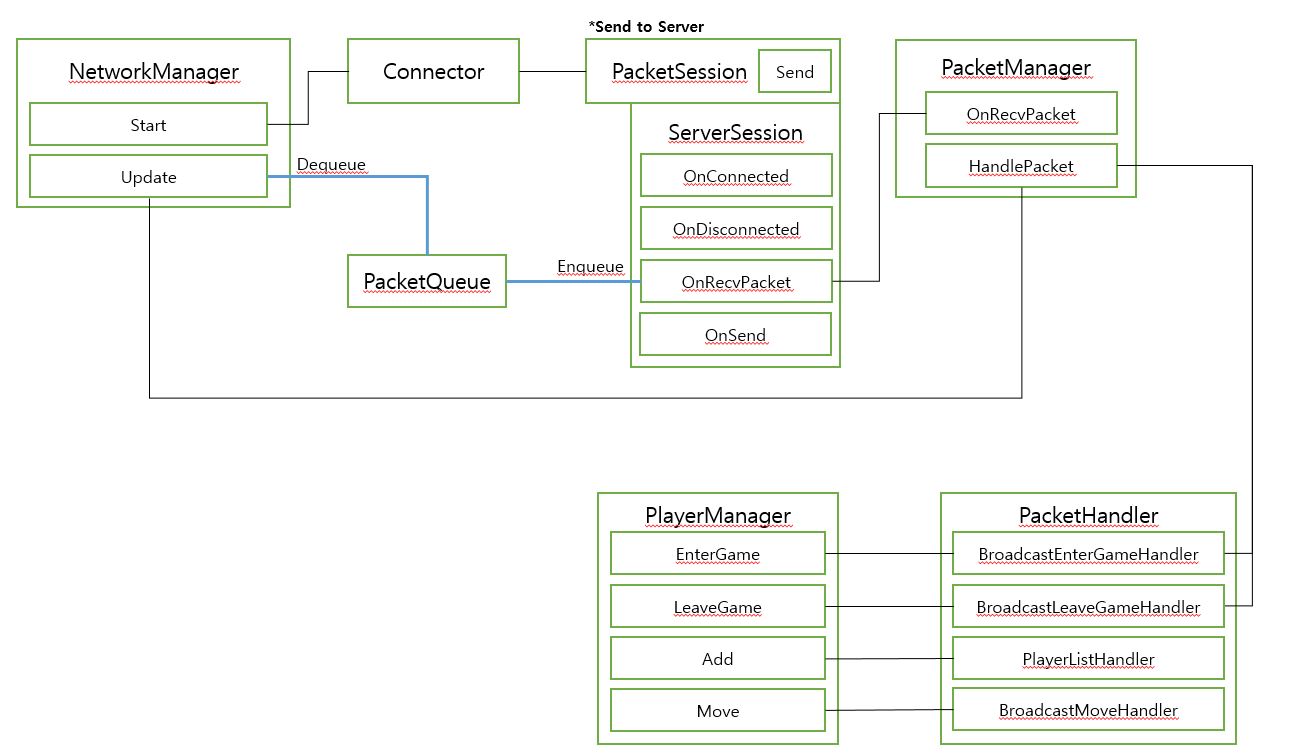 *Send to Server
NetworkManager
Start
Update
Connector
PacketSession
Send
ServerSession
OnConnected
OnDisconnected
OnRecvPacket
OnSend
PacketManager
OnRecvPacket
HandlePacket
Dequeue
PacketQueue
Enqueue
PlayerManager
EnterGame
LeaveGame
Add
Move
PacketHandler
BroadcastEnterGameHandler
BroadcastLeaveGameHandler
PlayerListHandler
BroadcastMoveHandler